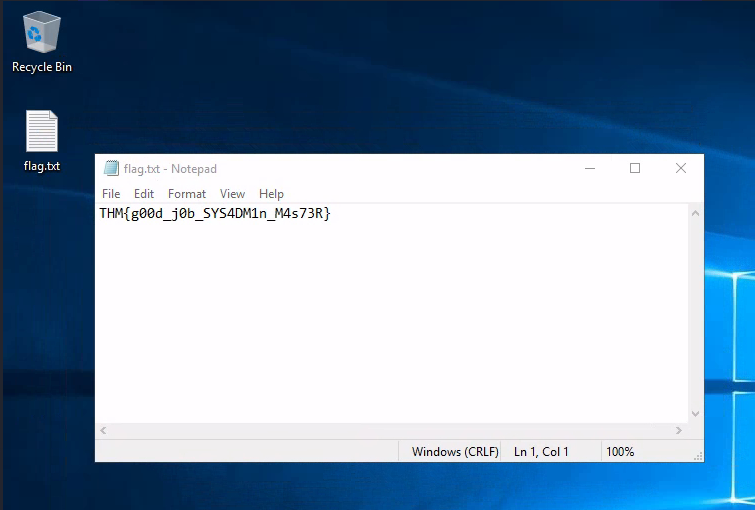 Recycle Bin
flag.txt
flag.txt - Notepad
File Edit Format View Help
THM{g00d_j0b_SYS4DM1n_M4s73R}
Windows (CRLF) Ln 1, Col 1 100%